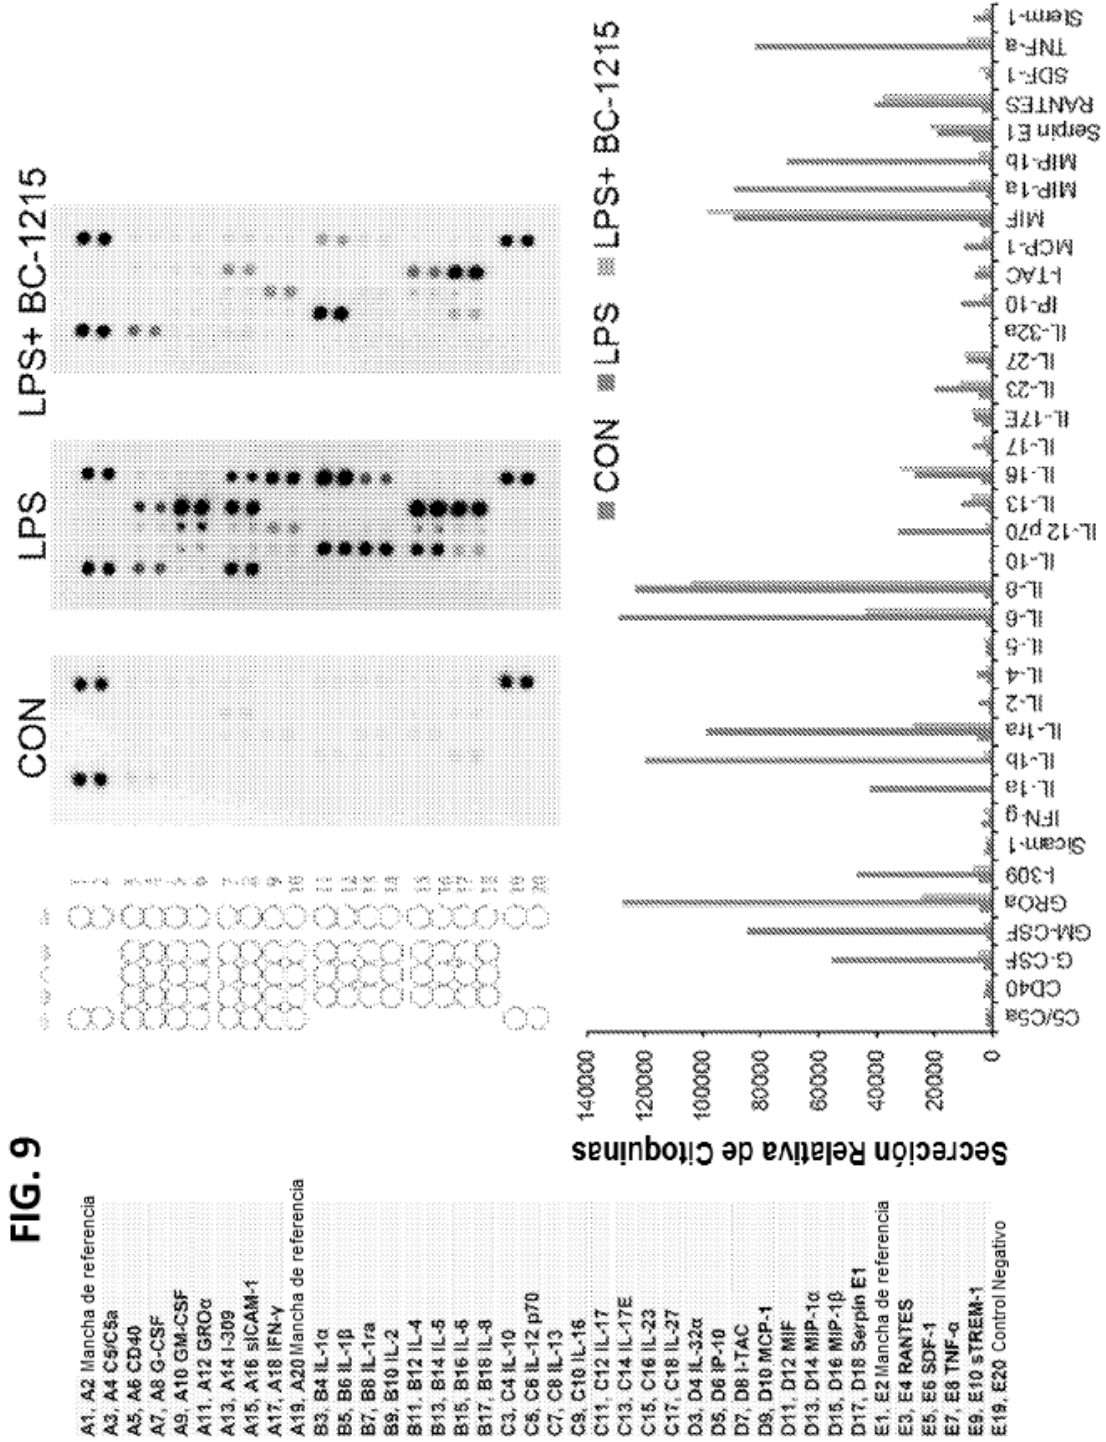 FIG. 9
A1, A2 Mancha de referencia
A3, A4 C5/C5a
A5, A6 CD40
A7, A8 G-CSF
A9, A10 GM-CSF
A11, A12 GROα
A13, A14 I-309
A15, A16 sICAM-1
A17, A18 IFN-γ
A19, A20 Mancha de referencia
B3, B4 IL-1α
B5, B6 IL-1β
B7, B8 IL-1ra
B9, B10 IL-2
B11, B12 IL-4
B13, B14 IL-5
B15, B16 IL-6
B17, B18 IL-8
C3, C4 IL-10
C5, C6 IL-12 p70
C7, C8 IL-13
C9, C10 IL-16
C11, C12 IL-17
C13, C14 IL-17E
C15, C16 IL-23
C17, C18 IL-27
D3, D4 IL-32α
D5, D6 IP-10
D7, D8 I-TAC
D9, D10 MCP-1
D11, D12 MIF
D13, D14 MIP-1α
D15, D16 MIP-1β
D17, D18 Serpin E1
E1, E2 Mancha de referencia
E3, E4 RANTES
E5, E6 SDF-1
E7, E8 TNF-α
E9, E10 sTREM-1
E19, E20 Control Negativo
CON
LPS
LPS+ BC-1215
CON LPS LPS+ BC-1215
Secreción Relativa de Citoquinas
140000
120000
100000
80000
60000
40000
20000
0
C5/C5a
CD40
G-CSF
GM-CSF
GROa
I-309
Sicam-1
IFN-g
IL-1a
IL-1b
IL-1ra
IL-2
IL-4
IL-5
IL-6
IL-8
IL-10
IL-12 p70
IL-13
IL-16
IL-17
IL-17E
IL-23
IL-27
IL-32a
IP-10
I-TAC
MCP-1
MIF
MIP-1a
MIP-1b
Serpin E1
RANTES
SDF-1
TNF-a
Sterm-1